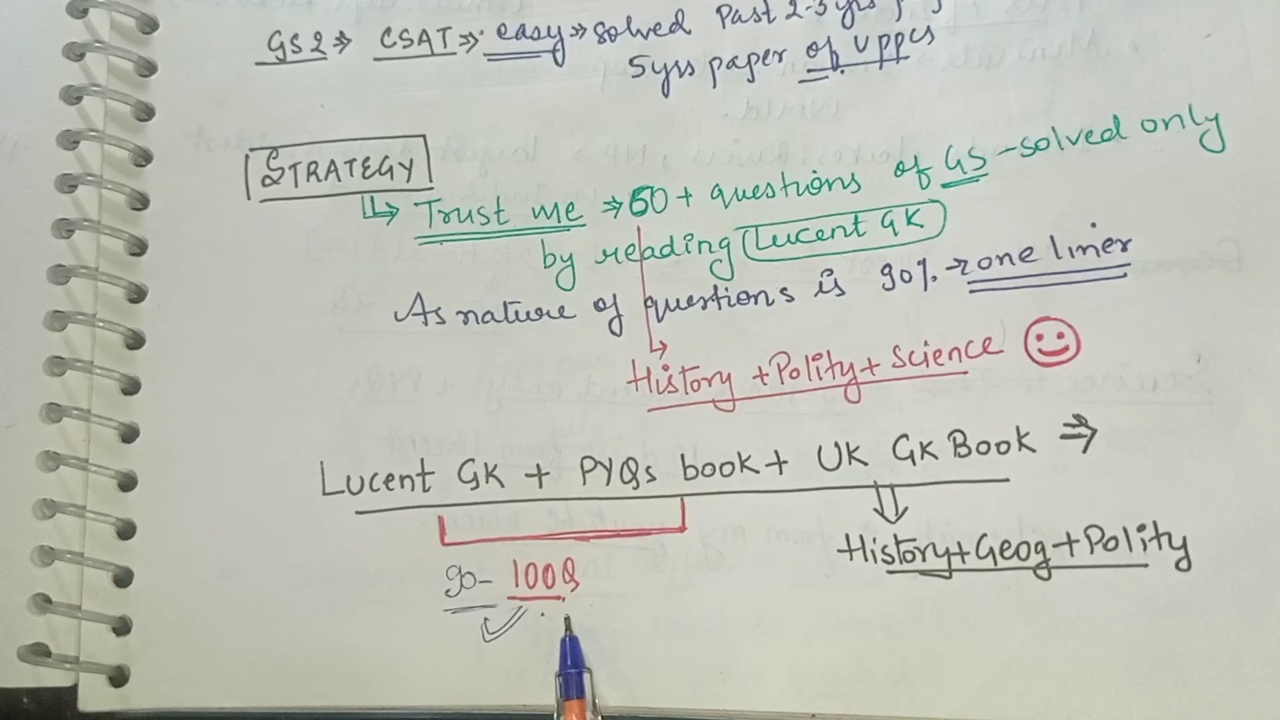 GS2 ⇒ CSAT ⇒ easy ⇒ solved Past 2-3 yrs
5yrs paper of UPPCS
STRATEGY
↳ Trust me ⇒ 60+ questions of GS-solved only
by reading Lucent GK
As nature of questions is 90% → one liner
History + Polity + Science
Lucent GK + PYQs book + UK GK Book ⇒
History+Geog+Polity
90- 100Q